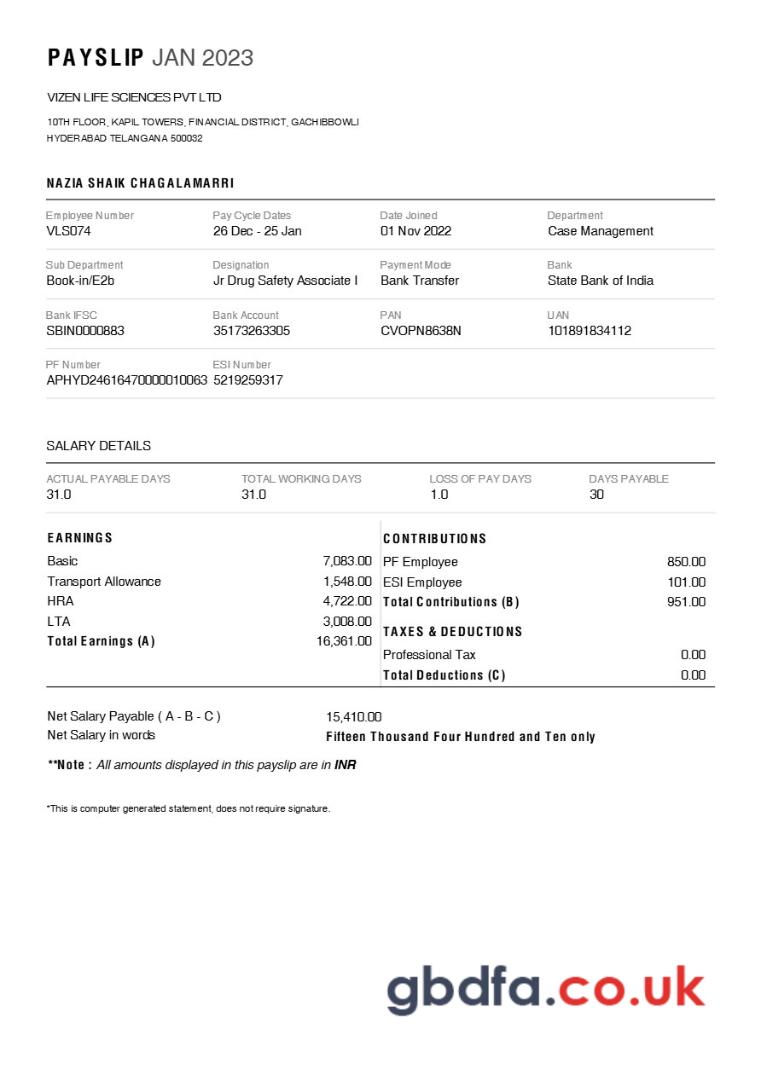 PAYSLIP JAN 2023
VIZEN LIFE SCIENCES PVT LTD
10TH FLOOR, KAPIL TOWERS, FINANCIAL DISTRICT, GACHIBBOWLI
HYDERABAD TELANGANA 500032
NAZIA SHAIK CHAGALAMARRI
Employee Number Pay Cycle Dates Date Joined Department
VLS074 26 Dec - 25 Jan 01 Nov 2022 Case Management
Sub Department Designation Payment Mode Bank
Book-in/E2b Jr Drug Safety Associate I Bank Transfer State Bank of India
Bank IFSC Bank Account PAN UAN
SBIN0000883 35173263305 CVOPN8638N 101891834112
PF Number ESI Number
APHYD24616470000010063 5219259317
SALARY DETAILS
ACTUAL PAYABLE DAYS TOTAL WORKING DAYS LOSS OF PAY DAYS DAYS PAYABLE
31.0 31.0 1.0 30
EARNINGS CONTRIBUTIONS
Basic 7,083.00 PF Employee 850.00
Transport Allowance 1,548.00 ESI Employee 101.00
HRA 4,722.00 Total Contributions (B) 951.00
LTA 3,008.00
TAXES & DEDUCTIONS
Total Earnings (A) 16,361.00
Professional Tax 0.00
Total Deductions (C) 0.00
Net Salary Payable ( A - B - C ) 15,410.00
Net Salary in words Fifteen Thousand Four Hundred and Ten only
**Note : All amounts displayed in this payslip are in INR
*This is computer generated statement, does not require signature.
gbdfa.co.uk